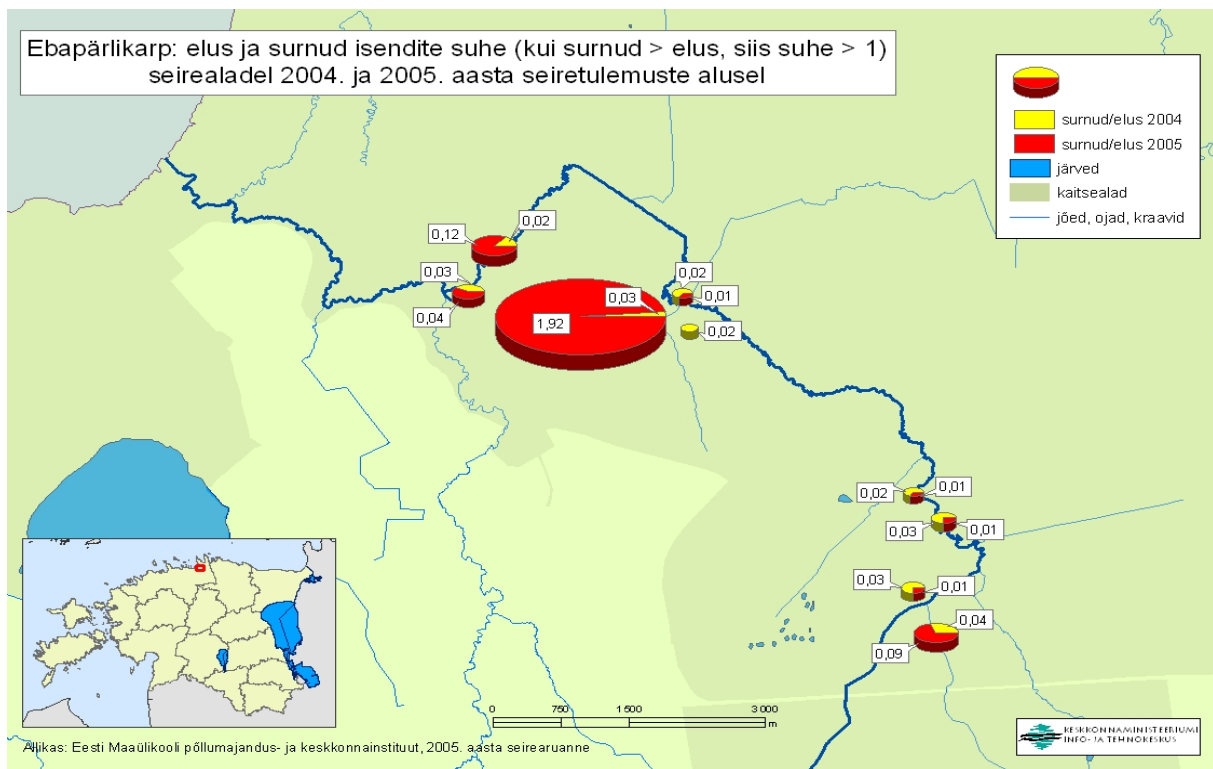 Ebapärlikarp: elus ja surnud isendite suhe (kui surnud > elus, siis suhe > 1)
seirealadel 2004. ja 2005. aasta seiretulemuste alusel
surnud/elus 2004
surnud/elus 2005
järved
kaitsealad
jõed, ojad, kraavid
0,12
0,02
0,03
0,04
0,03
1,92
0,02
0,01
0,02
0,02
0,01
0,03
0,01
0,03
0,01
0,04
0,09
0 750 1 500 3 000
m
Allikas: Eesti Maaülikooli põllumajandus- ja keskkonnainstituut, 2005. aasta seirearuanne
KESKKONNAMINISTEERIUMI
INFO- JA TEHNOKESKUS